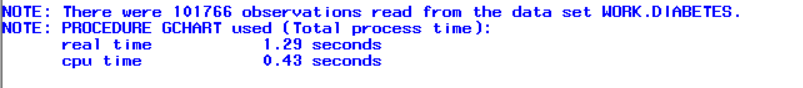 NOTE: There were 101766 observations read from the data set WORK.DIABETES.
NOTE: PROCEDURE GCHART used (Total process time):
      real time           1.29 seconds
      cpu time            0.43 seconds